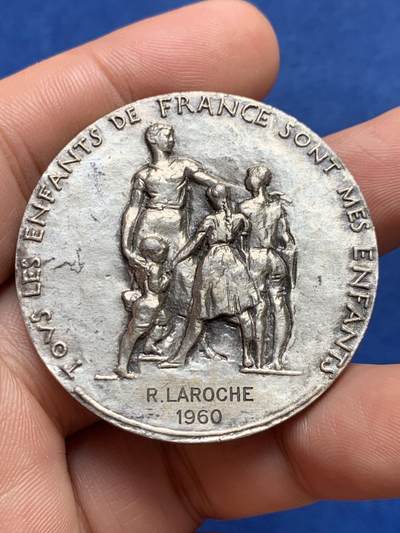 TOUS LES ENFANTS DE FRANCE SONT MES ENFANTS
R. LAROCHE
1960